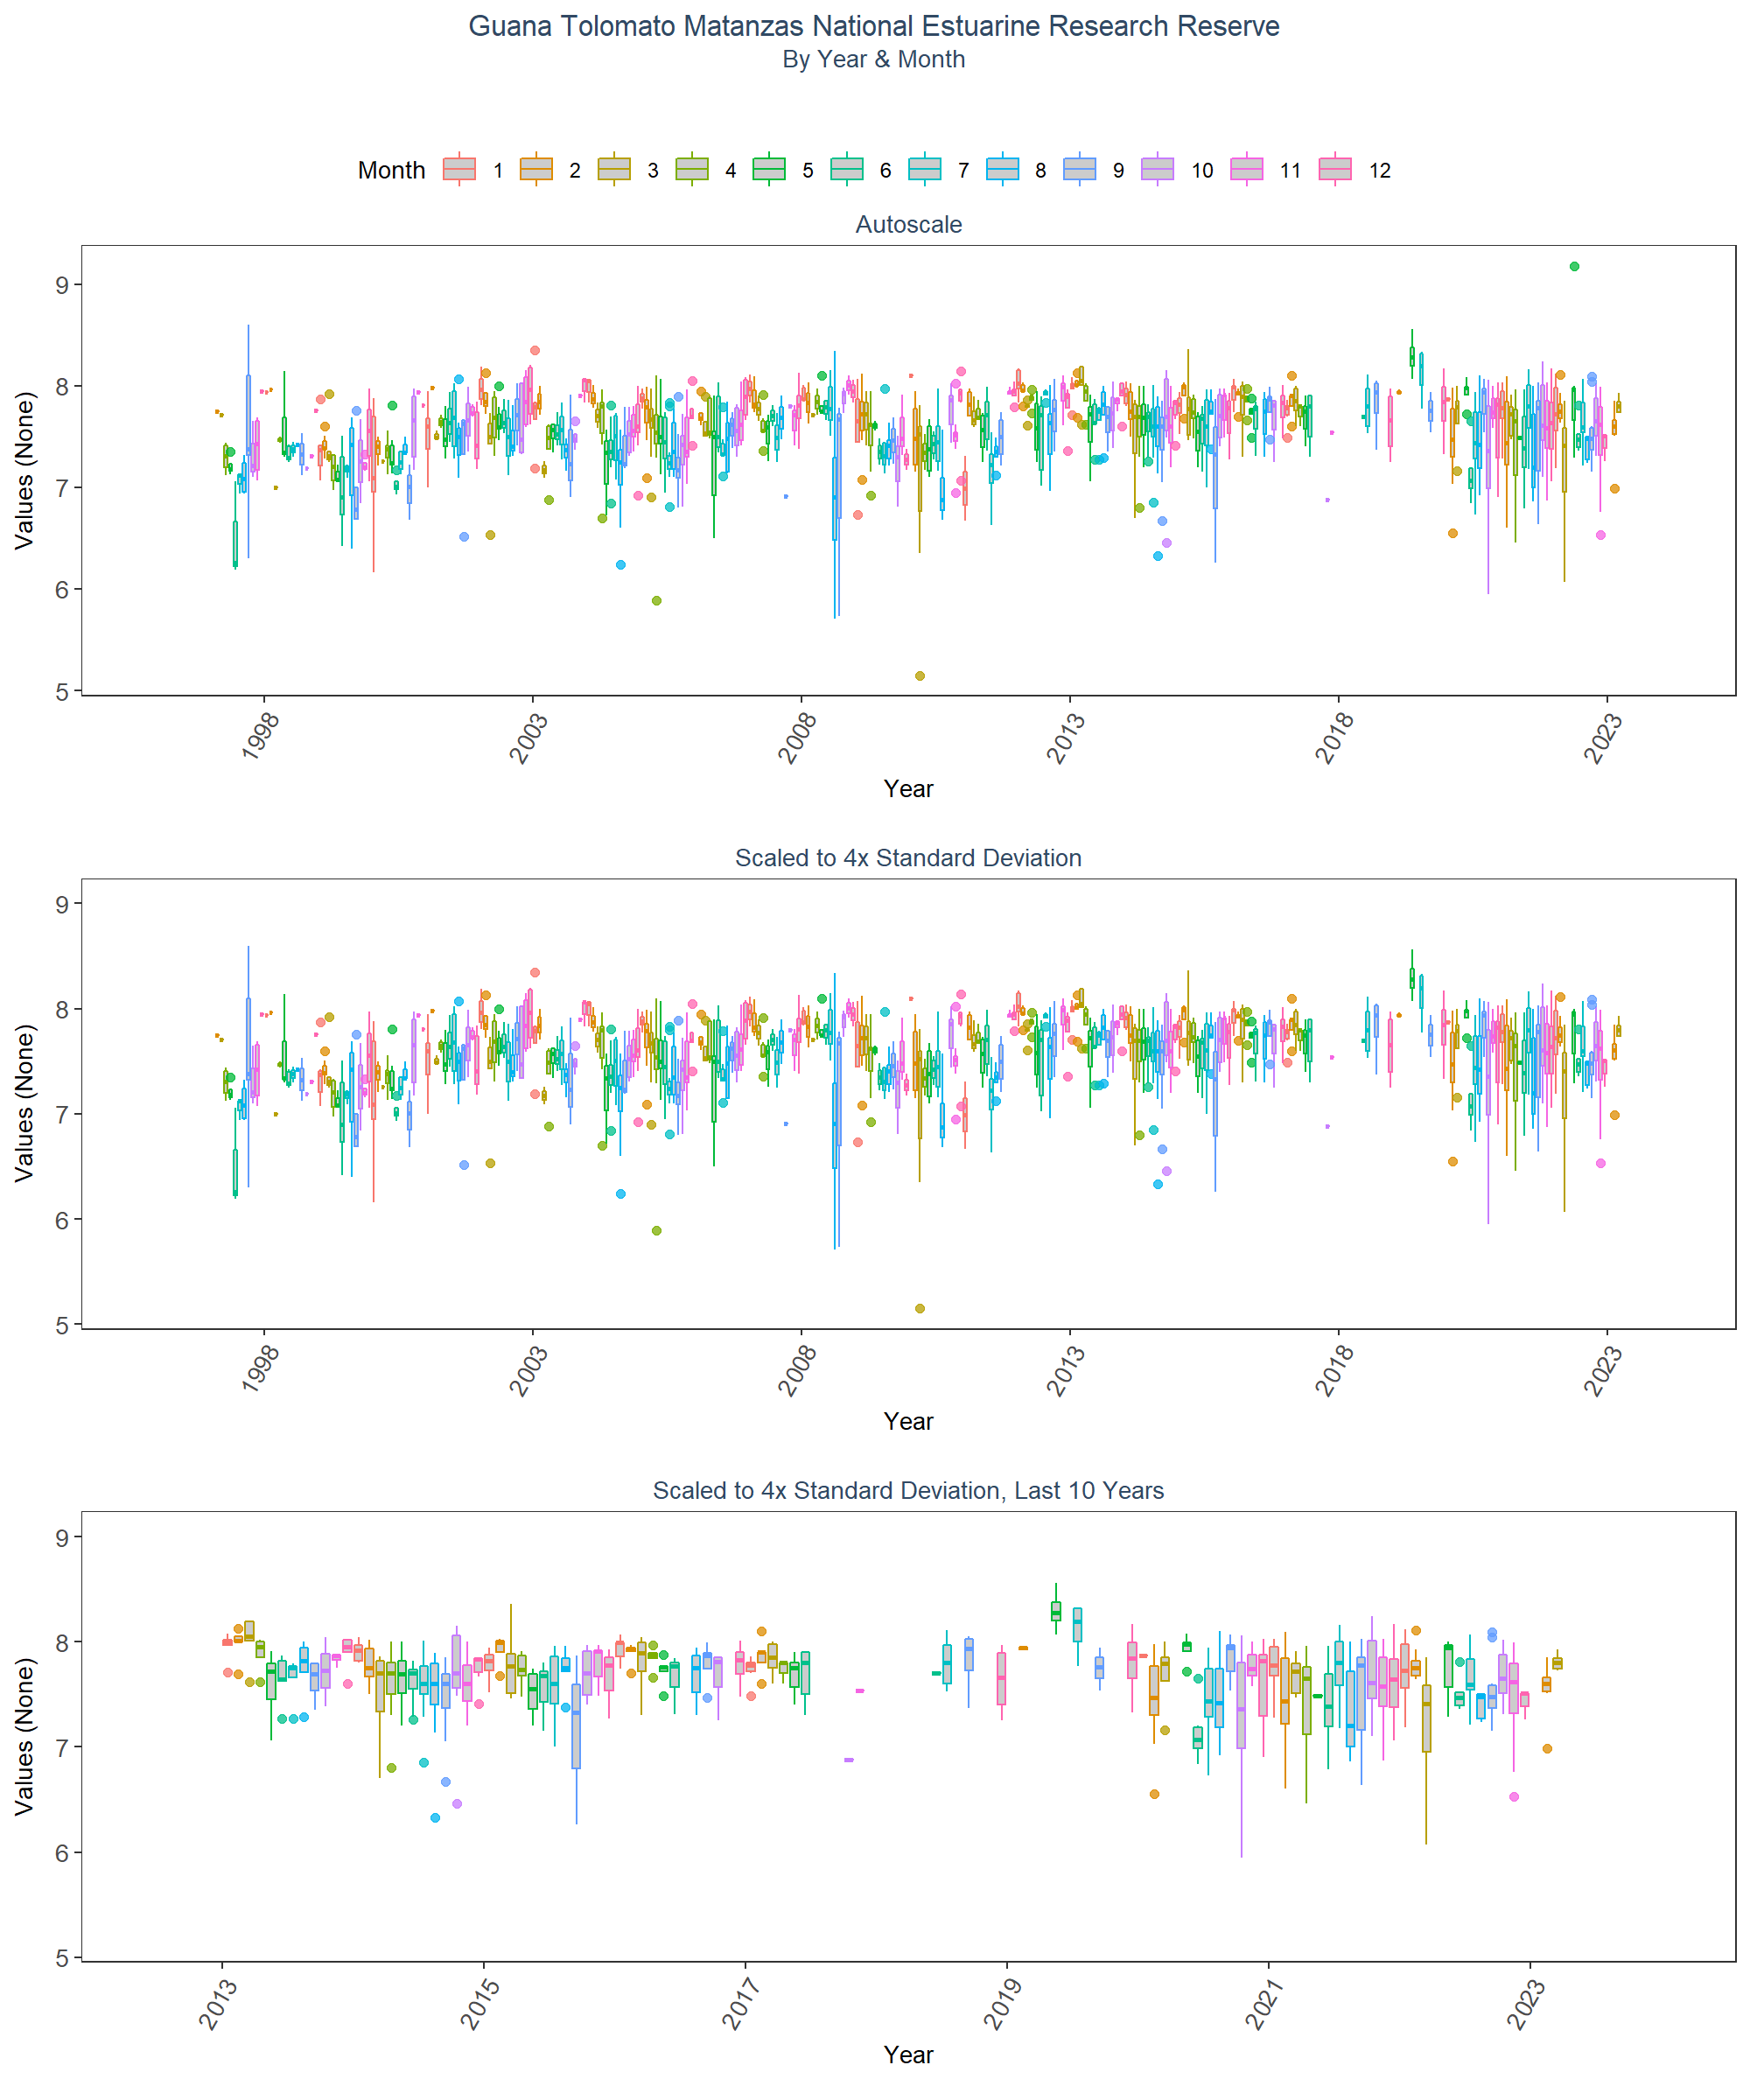 Guana Tolomato Matanzas National Estuarine Research Reserve
By Year & Month
Month 1 2 3 4 5 6 7 8 9 10 11 12
Autoscale
Values (None)
9
8
7
6
5
1998 2003 2008 2013 2018 2023
Year
Scaled to 4x Standard Deviation
Values (None)
9
8
7
6
5
1998 2003 2008 2013 2018 2023
Year
Scaled to 4x Standard Deviation, Last 10 Years
Values (None)
9
8
7
6
5
2013 2015 2017 2019 2021 2023
Year